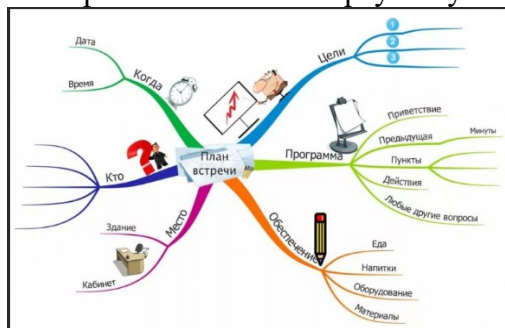 Дата
Время
Когда
Цели
1
2
3
План
встречи
Программа
Приветствие
Предыдущая
Минуты
Пункты
Действия
Любые другие вопросы
Кто
Место
Здание
Кабинет
Обеспечение
Еда
Напитки
Оборудование
Материалы